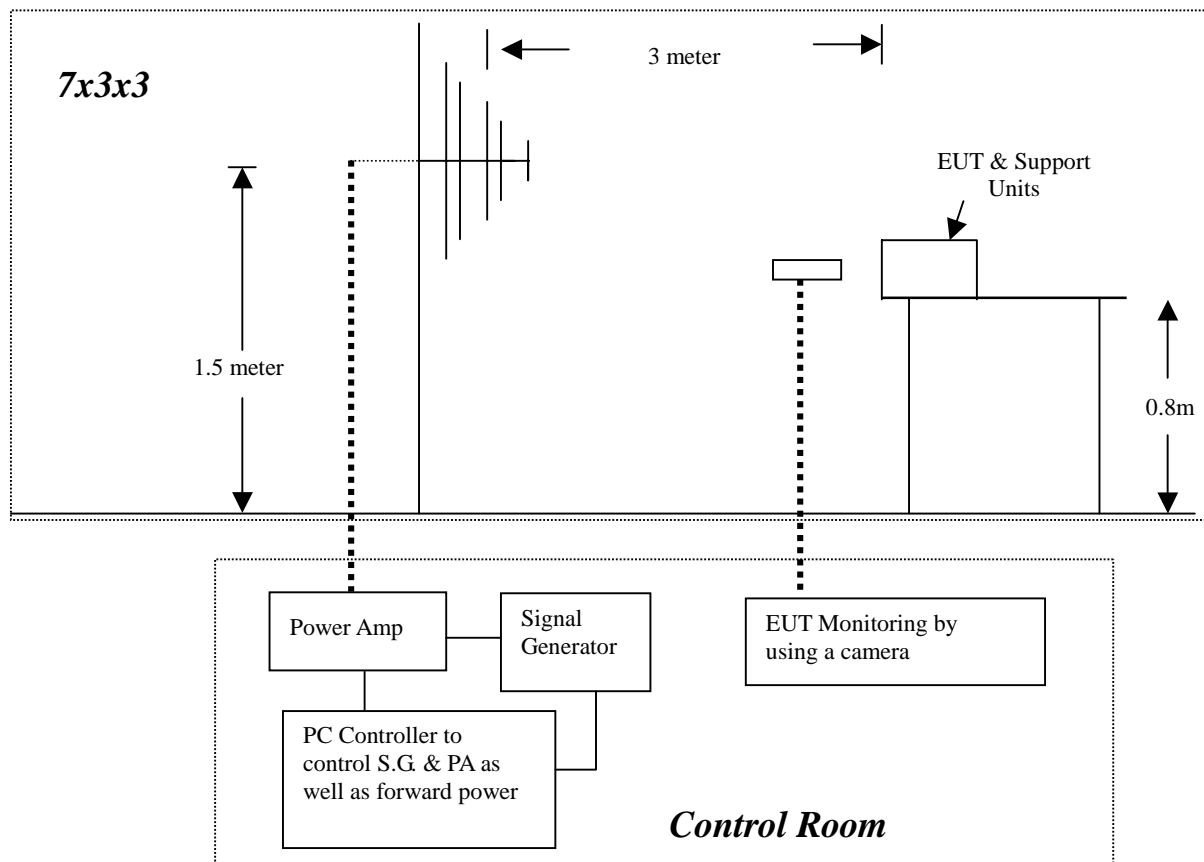 3 meter
7x3x3
EUT & Support
Units
1.5 meter
0.8m
Power Amp
Signal
Generator
EUT Monitoring by
using a camera
PC Controller to
control S.G. & PA as
well as forward power
Control Room